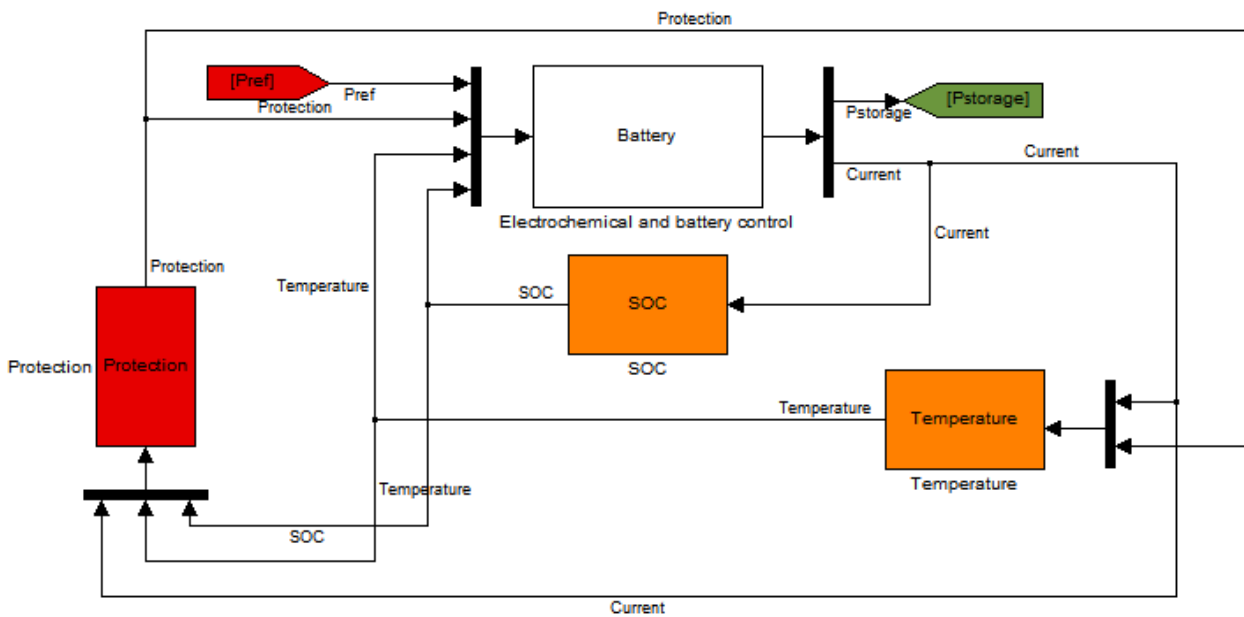 Protection
[Pref]
Pref
Protection
Battery
Electrochemical and battery control
[Pstorage]
Pstorage
Current
Current
Current
Protection
Temperature
SOC
SOC
SOC
Protection
Protection
Temperature
Temperature
Temperature
Temperature
SOC
Current